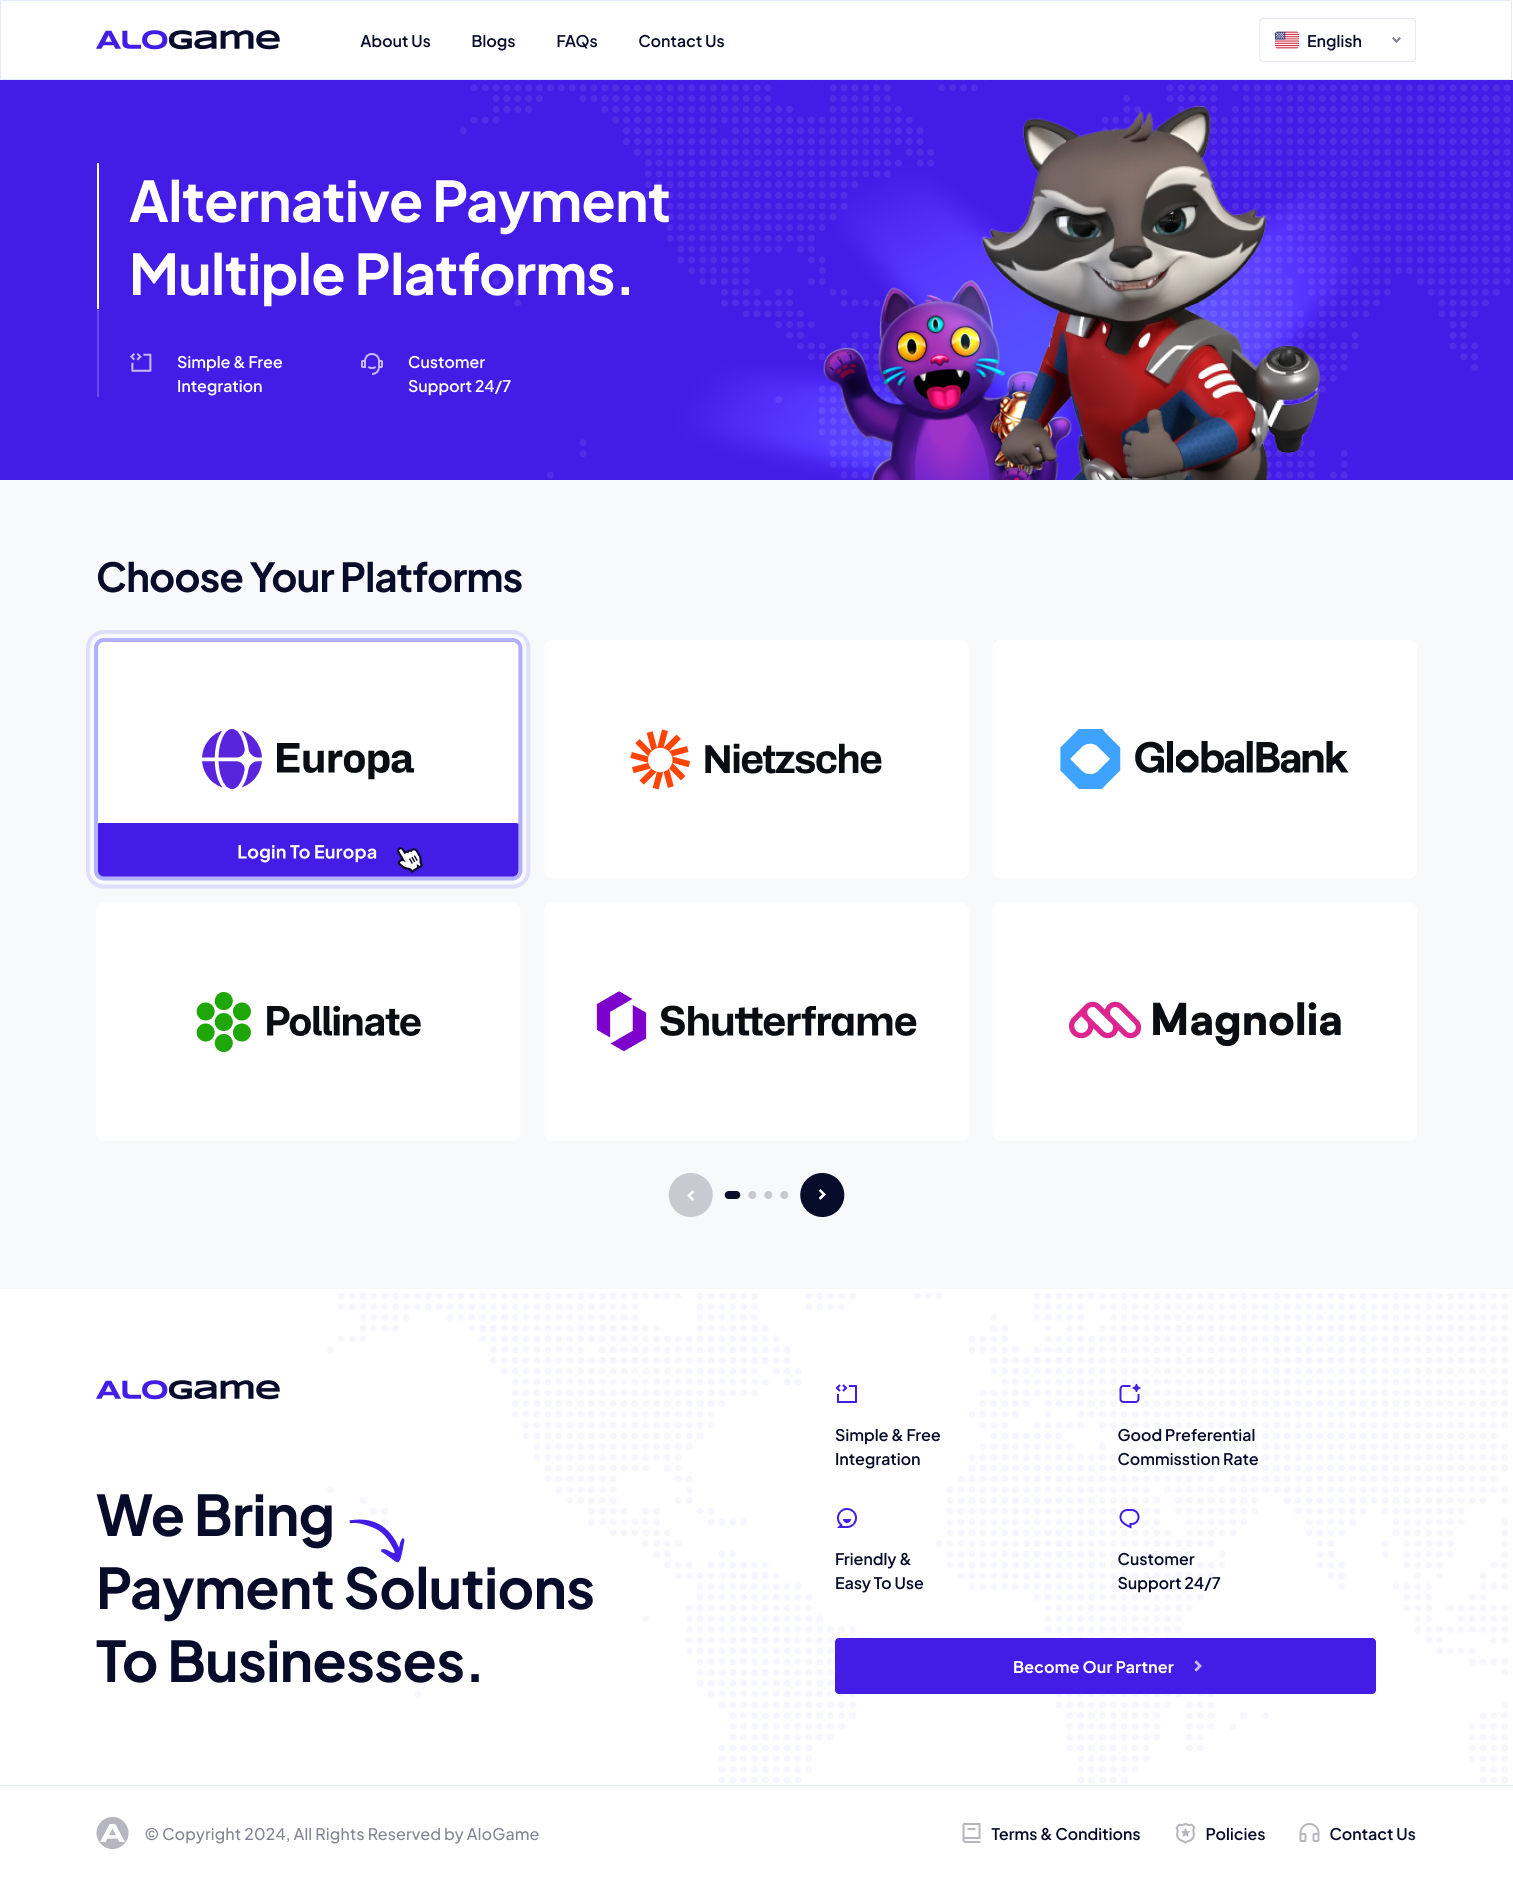 ALOGAME
About Us
Blogs
FAQs
Contact Us
English
Alternative Payment
Multiple Platforms.
Simple & Free
Integration
Customer
Support 24/7
Choose Your Platforms
Europa
Login To Europa
Nietzsche
GlobalBank
Pollinate
Shutterframe
Magnolia
ALOGAME
We Bring
Payment Solutions
To Businesses.
Simple & Free
Integration
Good Preferential
Commisstion Rate
Friendly &
Easy To Use
Customer
Support 24/7
Become Our Partner
A
© Copyright 2024, All Rights Reserved by AloGame
Terms & Conditions
Policies
Contact Us